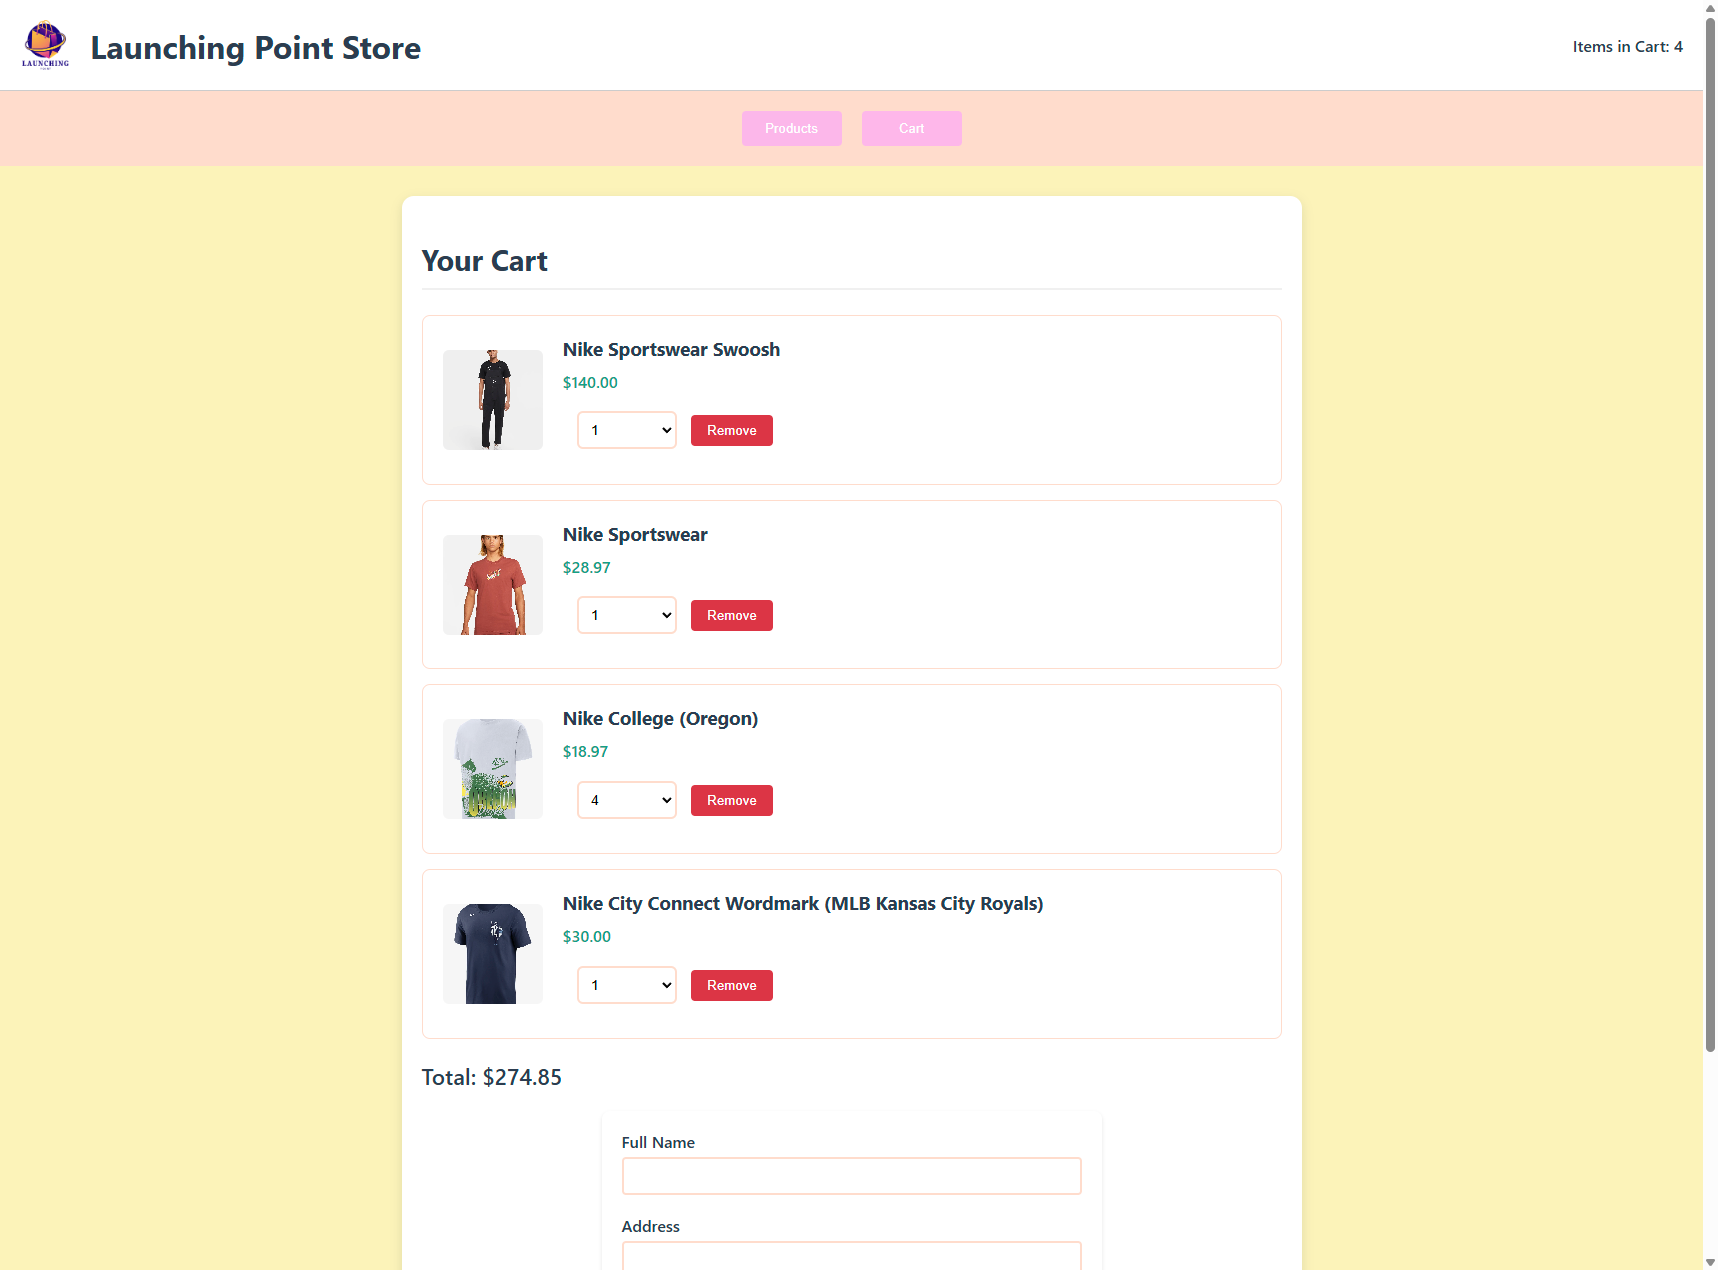 LAUNCHING
Launching Point Store
Items in Cart: 4
Products
Cart
Your Cart
Nike Sportswear Swoosh
$140.00
1
Remove
Nike Sportswear
$28.97
1
Remove
Nike College (Oregon)
$18.97
4
Remove
Nike City Connect Wordmark (MLB Kansas City Royals)
$30.00
1
Remove
Total: $274.85
Full Name
Address